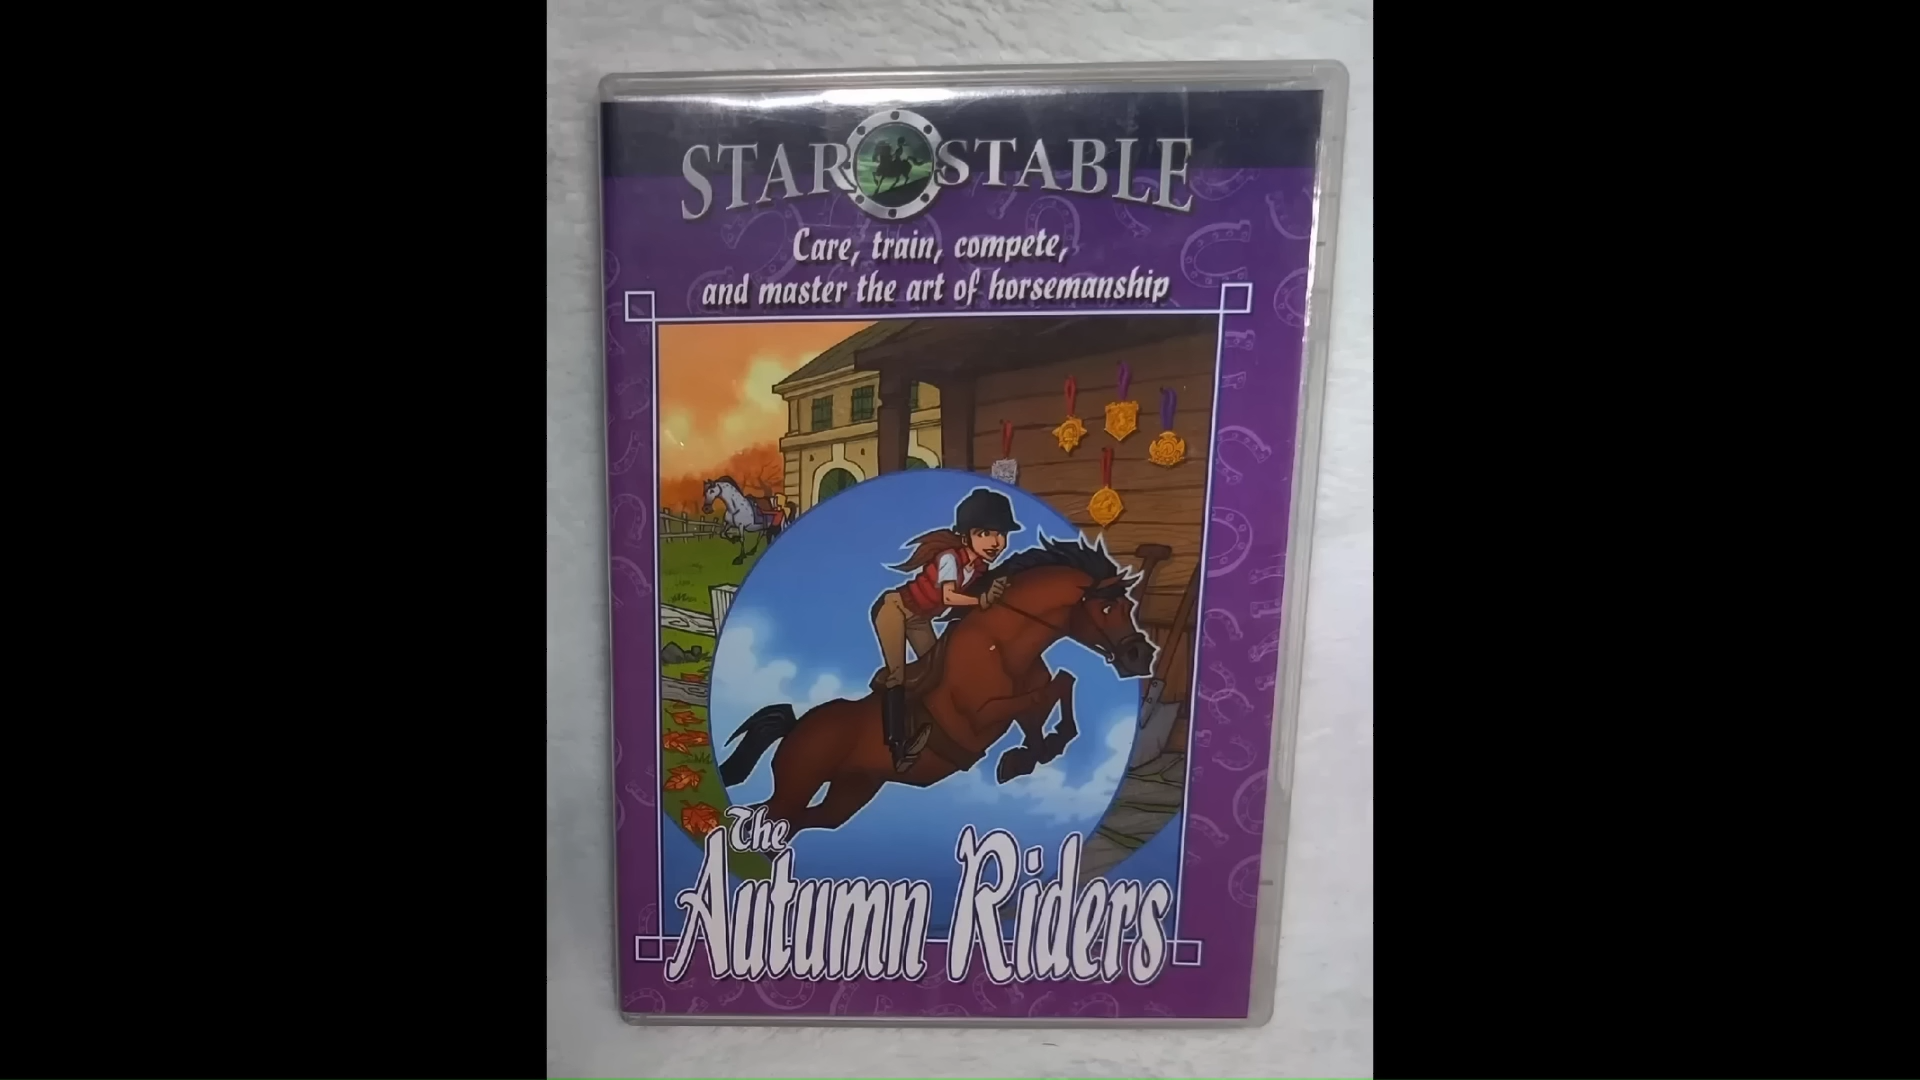 STAR STABLE
Care, train, compete,
and master the art of horsemanship
The
Autumn Riders